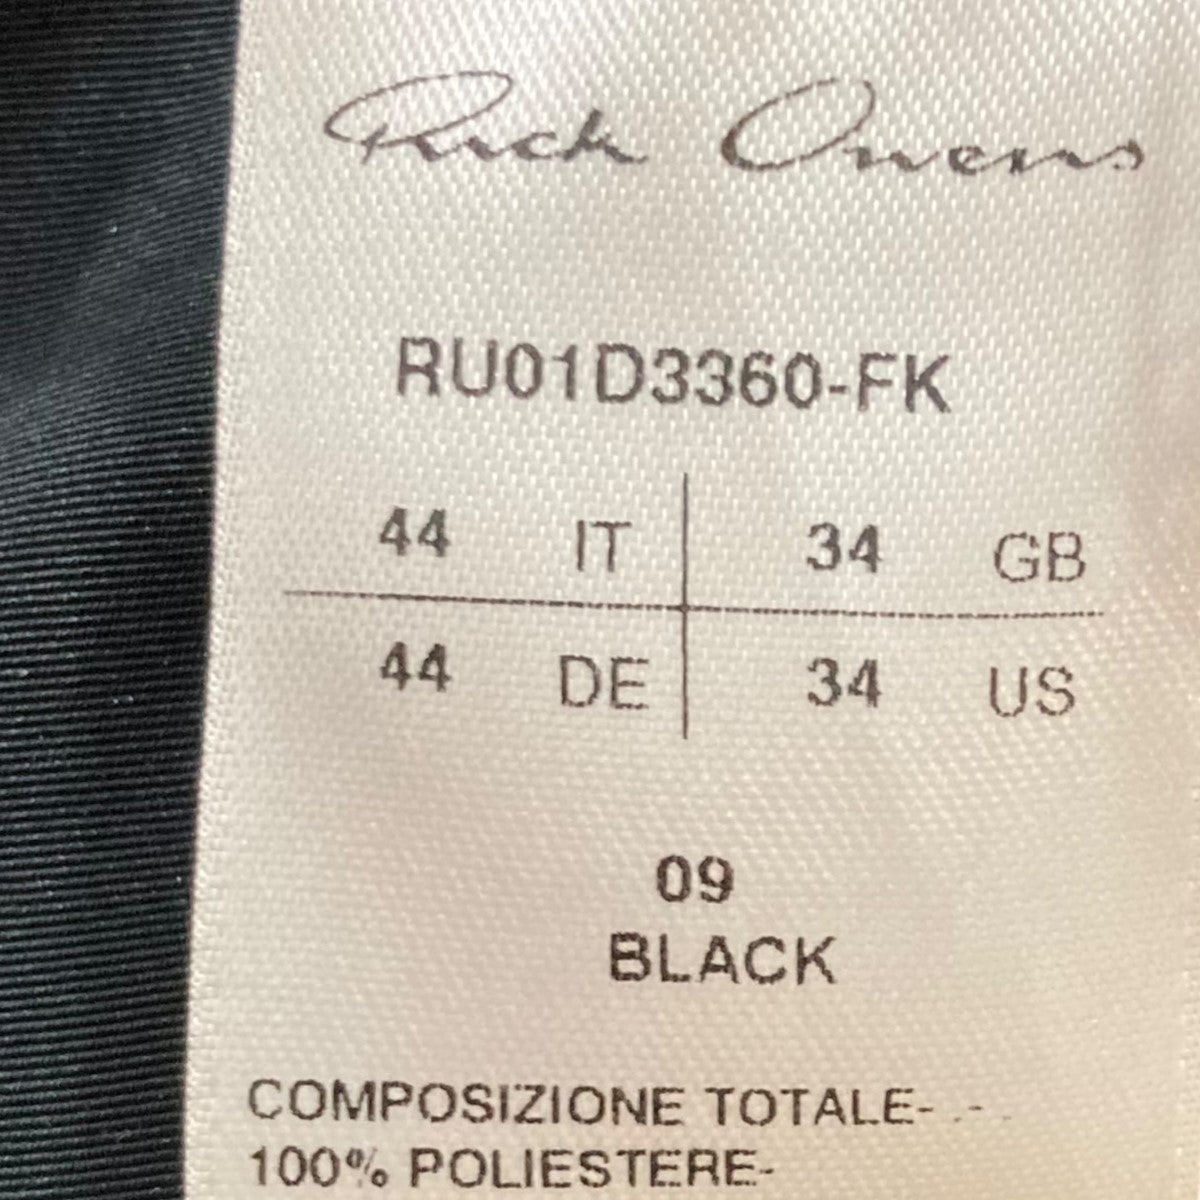 Rick Owens
RU01D3360-FK
44 IT 34 GB
44 DE 34 US
09
BLACK
COMPOSIZIONE TOTALE-
100% POLIESTERE-